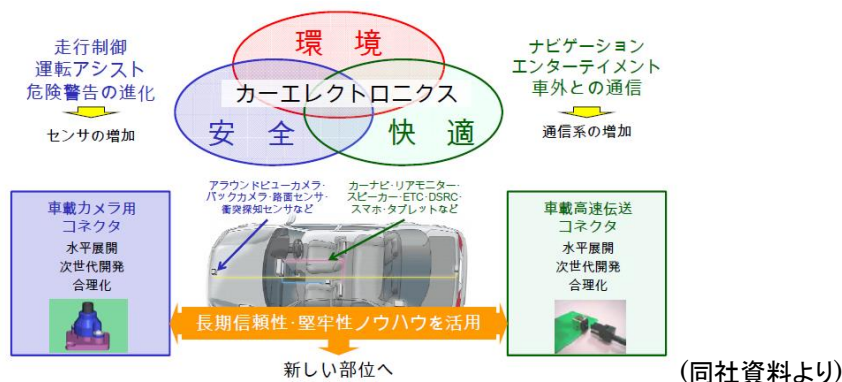 環 境
走行制御
運転アシスト
危険警告の進化
センサの増加
カーエレクトロニクス
安 全
快 適
ナビゲーション
エンターテイメント
車外との通信
通信系の増加
車載カメラ用
コネクタ
水平展開
次世代開発
合理化
アラウンドビューカメラ・
バックカメラ・路面センサ・
衝突探知センサなど
カーナビ・リアモニター・
スピーカー・ETC・DSRC・
スマホ・タブレットなど
車載高速伝送
コネクタ
水平展開
次世代開発
合理化
長期信頼性・堅牢性ノウハウを活用
新しい部位へ
(同社資料より)